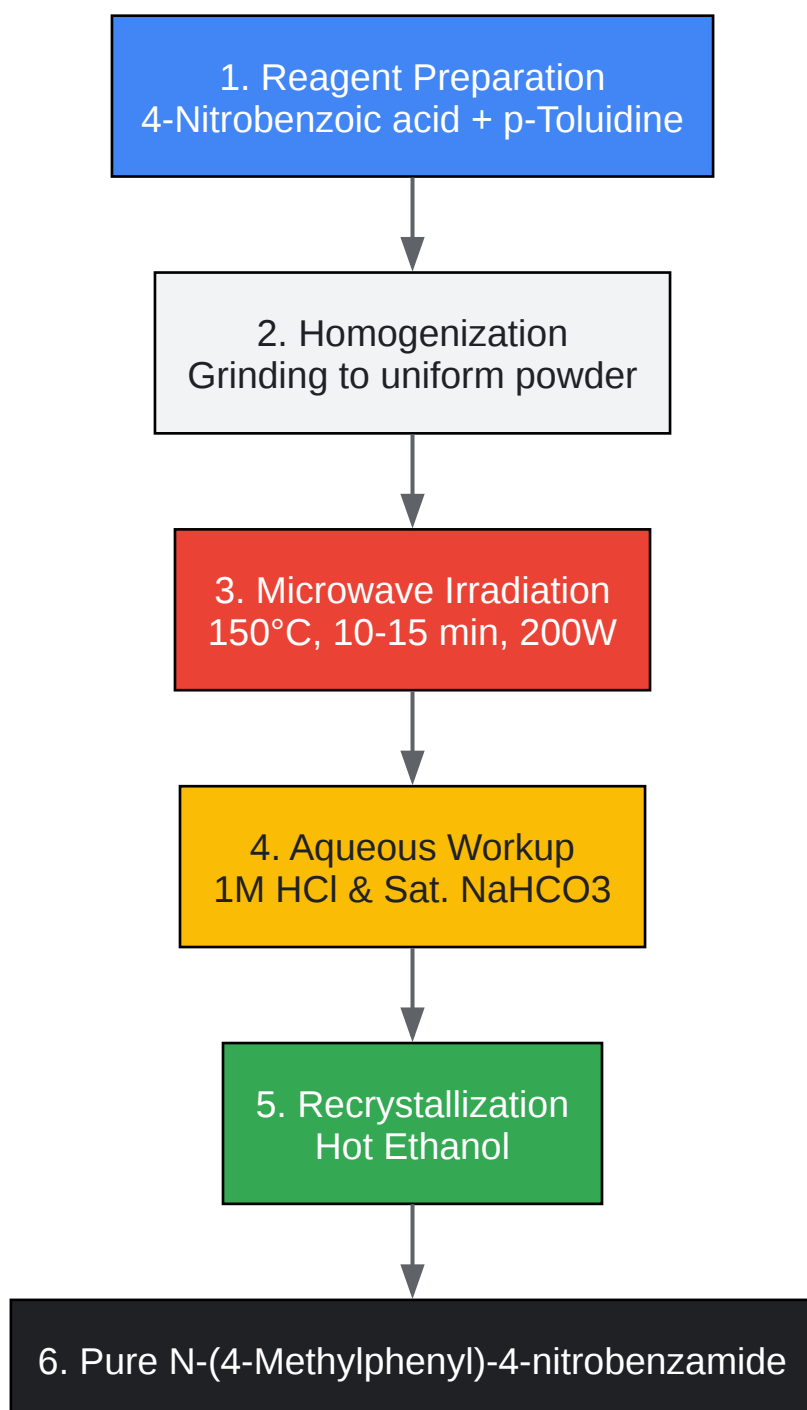 1. Reagent Preparation
4-Nitrobenzoic acid + p-Toluidine
2. Homogenization
Grinding to uniform powder
3. Microwave Irradiation
150°C, 10-15 min, 200W
4. Aqueous Workup
1M HCl & Sat. NaHCO3
5. Recrystallization
Hot Ethanol
6. Pure N-(4-Methylphenyl)-4-nitrobenzamide